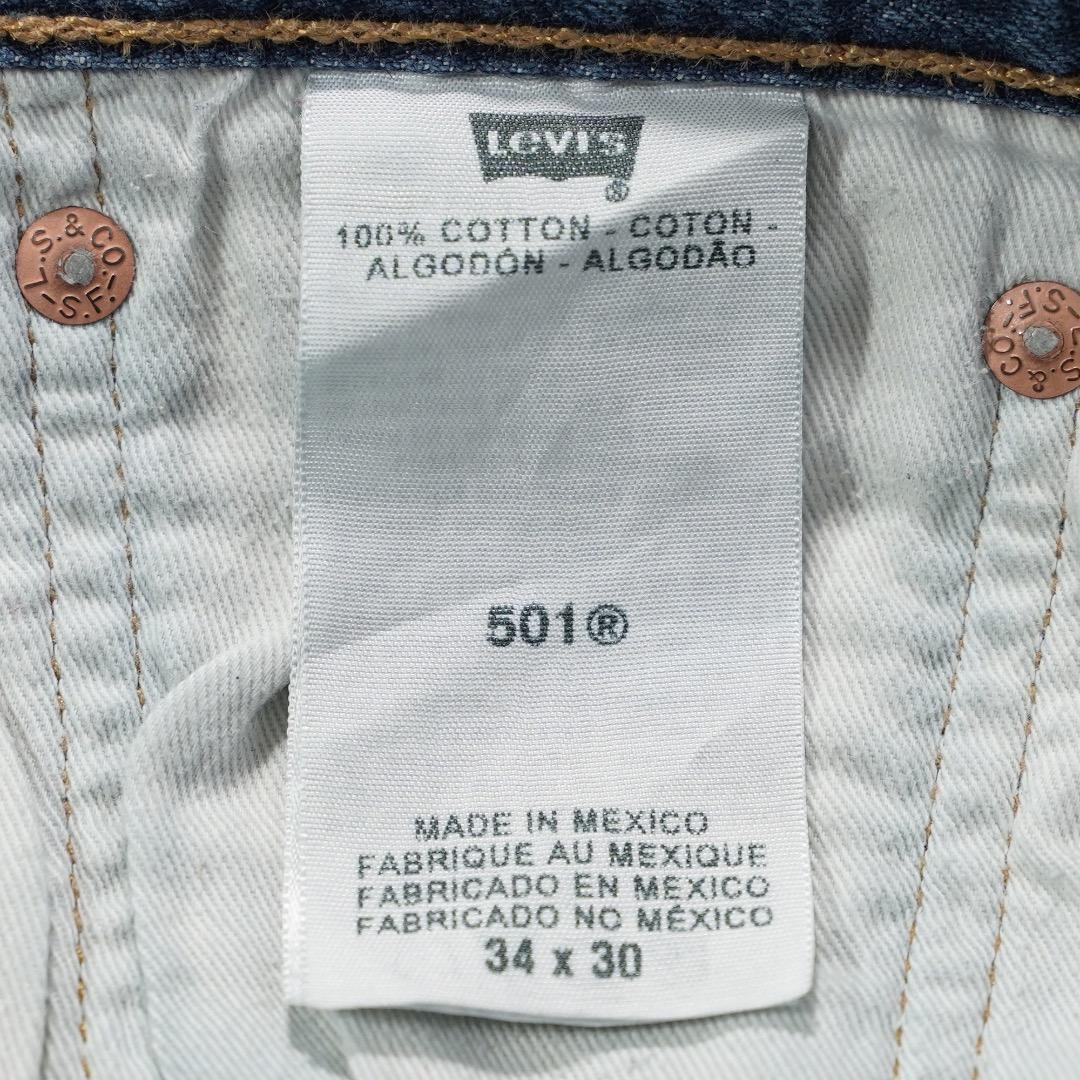 LEVI'S
®
100% COTTON - COTON -
ALGODÓN - ALGODÃO
L.S.&CO.-S.F.-
L.S.&CO.-S.F.-
501®
MADE IN MEXICO
FABRIQUE AU MEXIQUE
FABRICADO EN MEXICO
FABRICADO NO MÉXICO
34 x 30